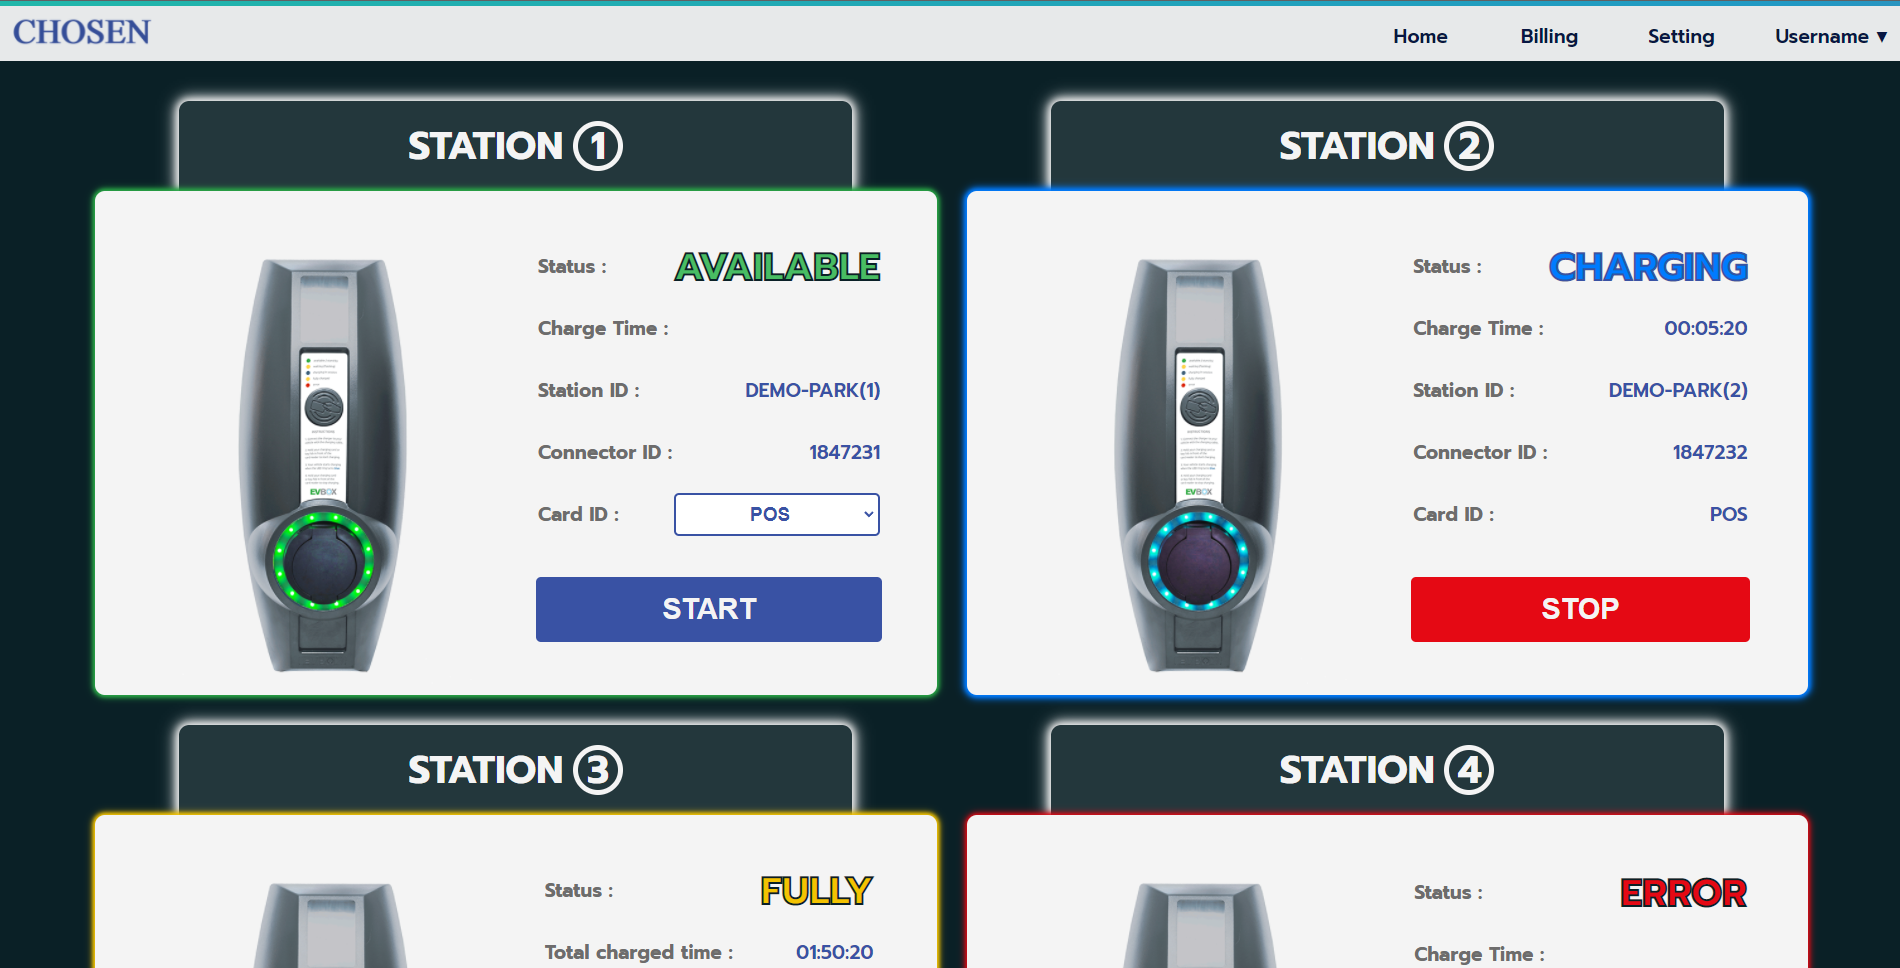 CHOSEN
Home Billing Setting Username ▼
STATION ①
Status : AVAILABLE
Charge Time :
Station ID : DEMO-PARK(1)
Connector ID : 1847231
Card ID : POS
START
EVBOX
STATION ②
Status : CHARGING
Charge Time : 00:05:20
Station ID : DEMO-PARK(2)
Connector ID : 1847232
Card ID : POS
STOP
EVBOX
STATION ③
Status : FULLY
Total charged time : 01:50:20
STATION ④
Status : ERROR
Charge Time :